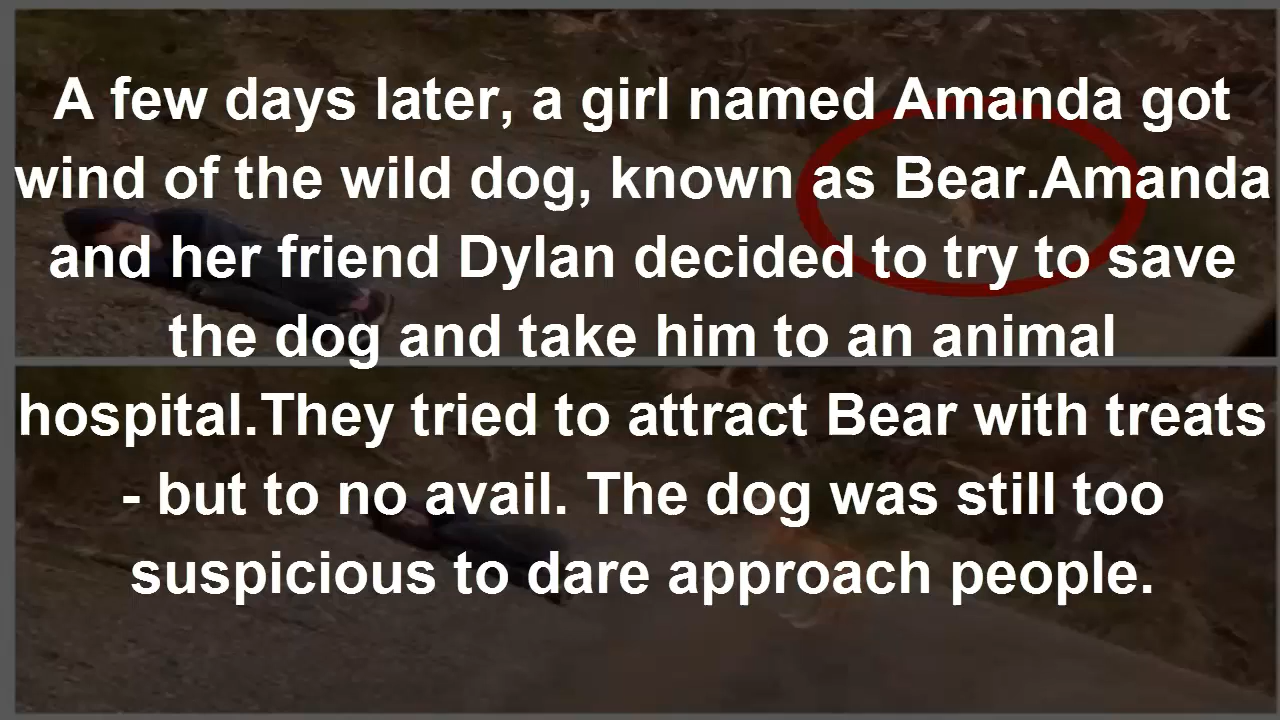 A few days later, a girl named Amanda got
wind of the wild dog, known as Bear.Amanda
and her friend Dylan decided to try to save
the dog and take him to an animal
hospital.They tried to attract Bear with treats
- but to no avail. The dog was still too
suspicious to dare approach people.